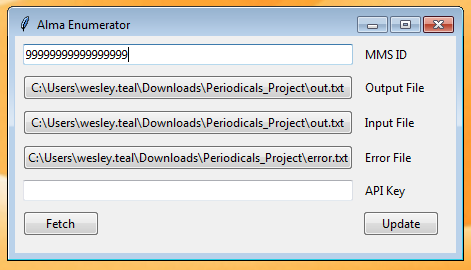 Alma Enumerator
99999999999999999 MMS ID
C:\Users\wesley.teal\Downloads\Periodicals_Project\out.txt Output File
C:\Users\wesley.teal\Downloads\Periodicals_Project\out.txt Input File
C:\Users\wesley.teal\Downloads\Periodicals_Project\error.txt Error File
API Key
Fetch Update